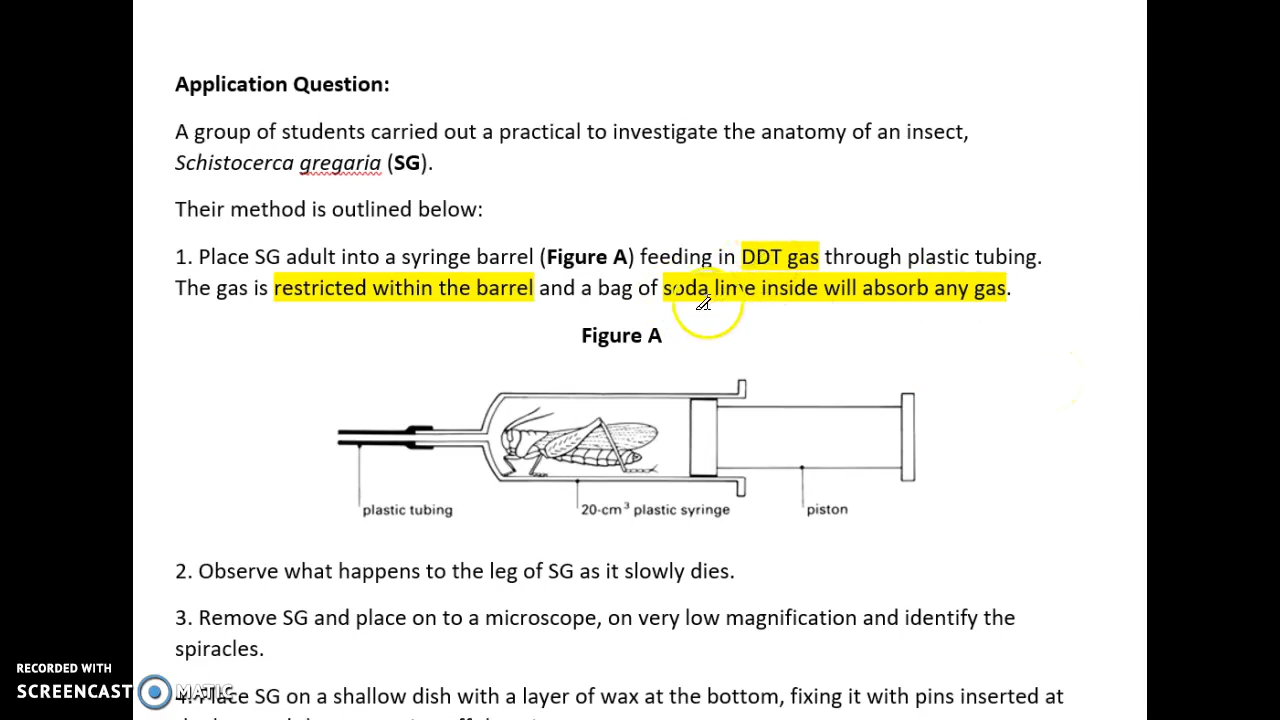 Application Question:
A group of students carried out a practical to investigate the anatomy of an insect,
Schistocerca gregaria (SG).
Their method is outlined below:
1. Place SG adult into a syringe barrel (Figure A) feeding in DDT gas through plastic tubing.
The gas is restricted within the barrel and a bag of soda lime inside will absorb any gas.
Figure A
plastic tubing
20-cm³ plastic syringe
piston
2. Observe what happens to the leg of SG as it slowly dies.
3. Remove SG and place on to a microscope, on very low magnification and identify the
spiracles.
4. Place SG on a shallow dish with a layer of wax at the bottom, fixing it with pins inserted at
RECORDED WITH
SCREENCAST MATIC